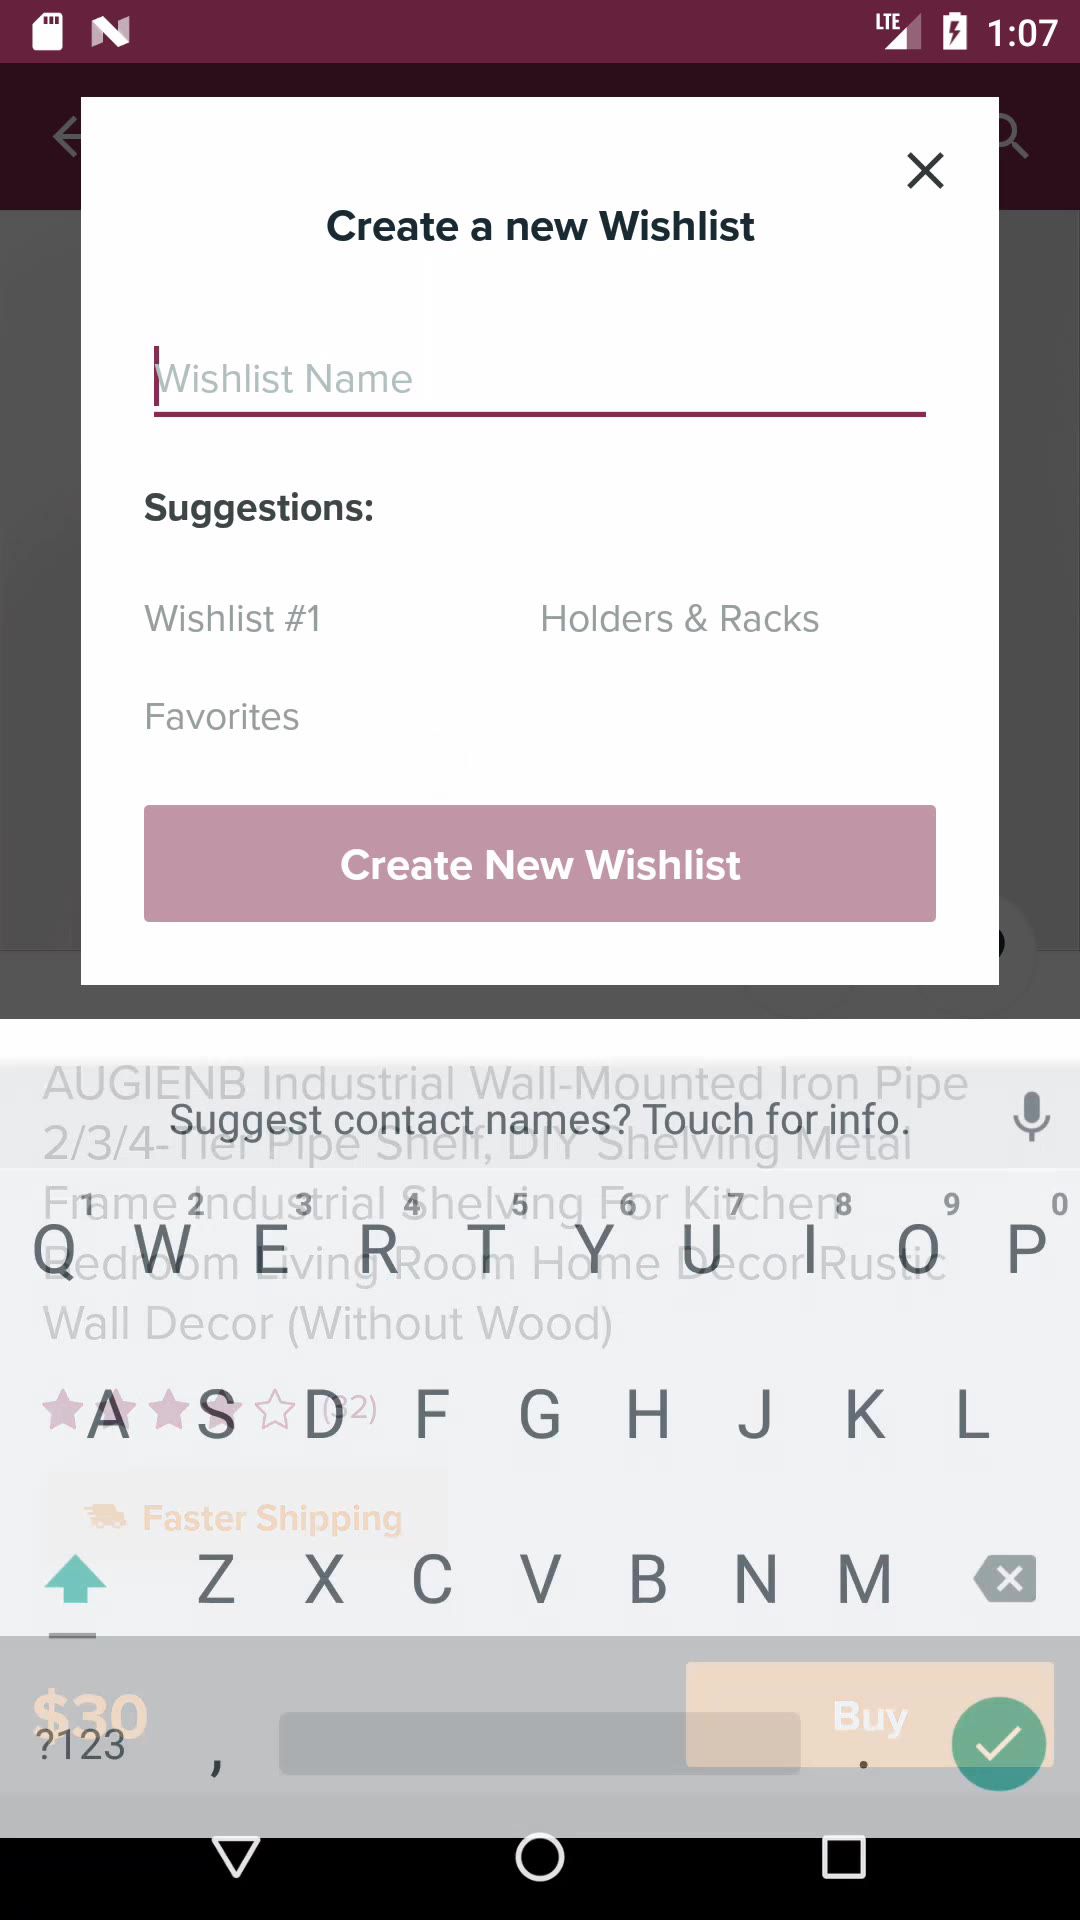 LTE 1:07
Create a new Wishlist
Wishlist Name
Suggestions:
Wishlist #1 Holders & Racks
Favorites
Create New Wishlist
AUGIENB Industrial Wall-Mounted Iron Pipe
Suggest contact names? Touch for info.
2/3/4-Tier Pipe Shelf, DIY Shelving Metal
Frame Industrial Shelving For Kitchen
1 2 3 4 5 6 7 8 9 0
Q W E R T Y U I O P
Bedroom Living Room Home Decor Rustic
Wall Decor (Without Wood)
(32)
A S D F G H J K L
Faster Shipping
Z X C V B N M
$30 Buy
?123 , .